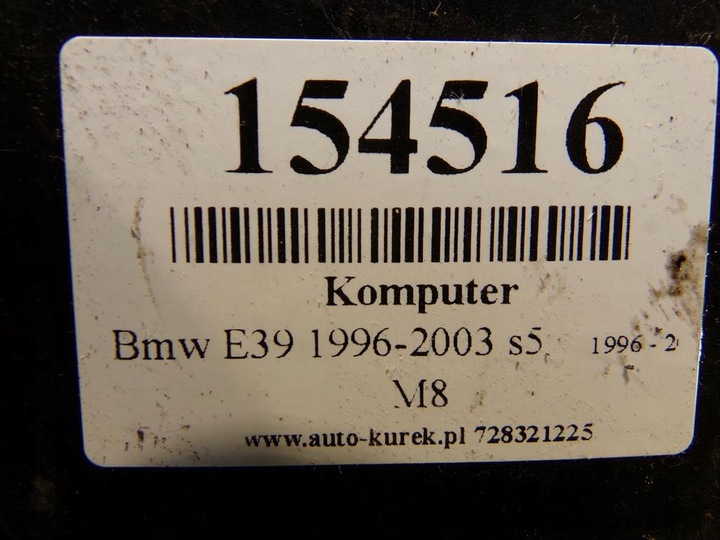 154516
Komputer
Bmw E39 1996-2003 s5 1996 - 2
M8
www.auto-kurek.pl 728321225